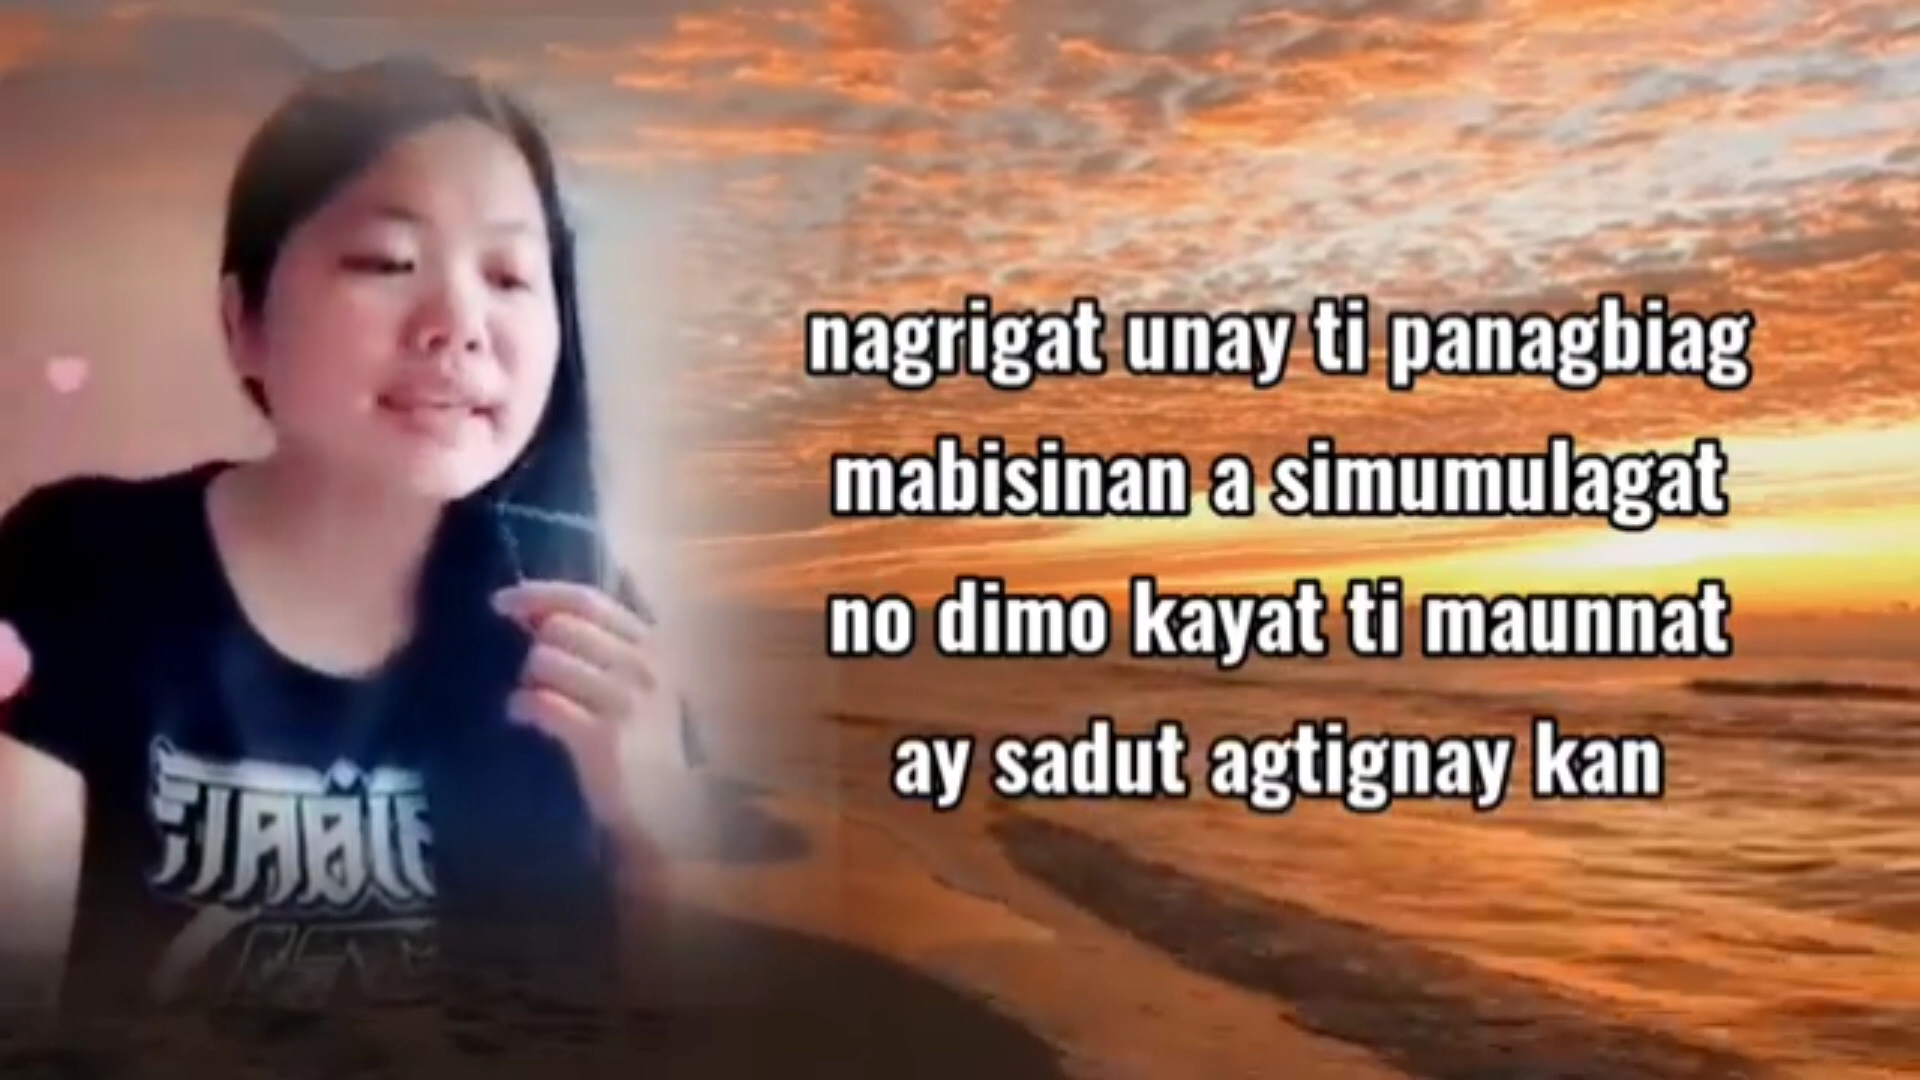 nagrigat unay ti panagbiag
mabisinan a simumulagat
no dimo kayat ti maunnat
ay sadut agtignay kan